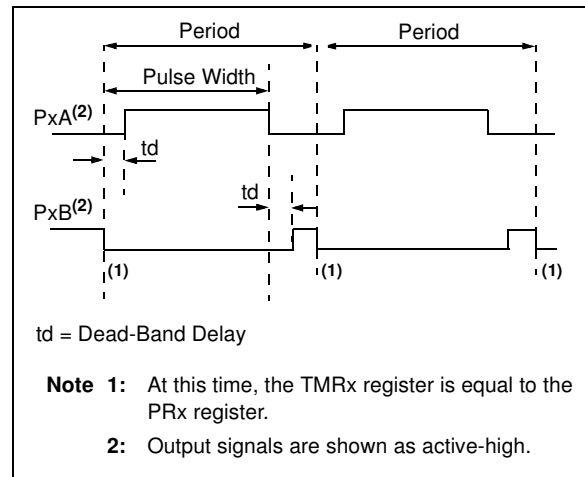 Period Period
Pulse Width
PxA(2)
td
td
PxB(2)
(1) (1) (1)
td = Dead-Band Delay
Note 1: At this time, the TMRx register is equal to the
PRx register.
2: Output signals are shown as active-high.